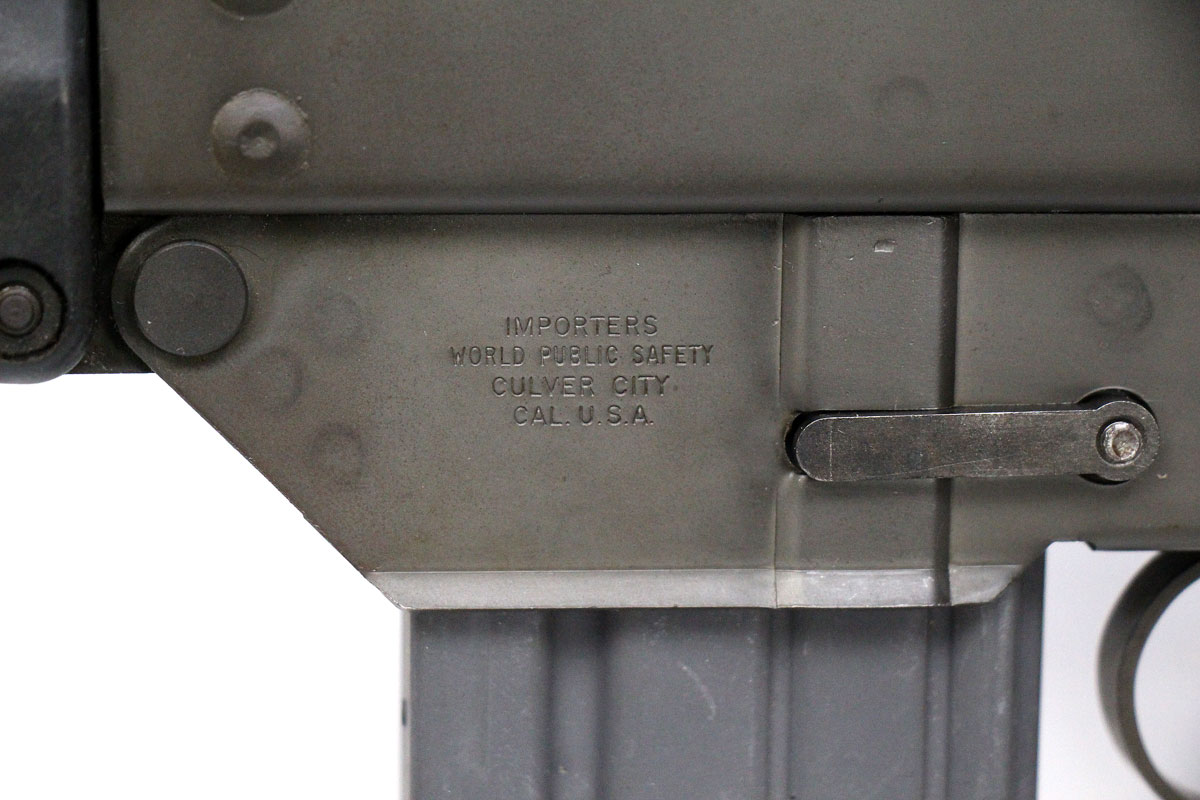 IMPORTERS
WORLD PUBLIC SAFETY
CULVER CITY
CAL. U.S.A.